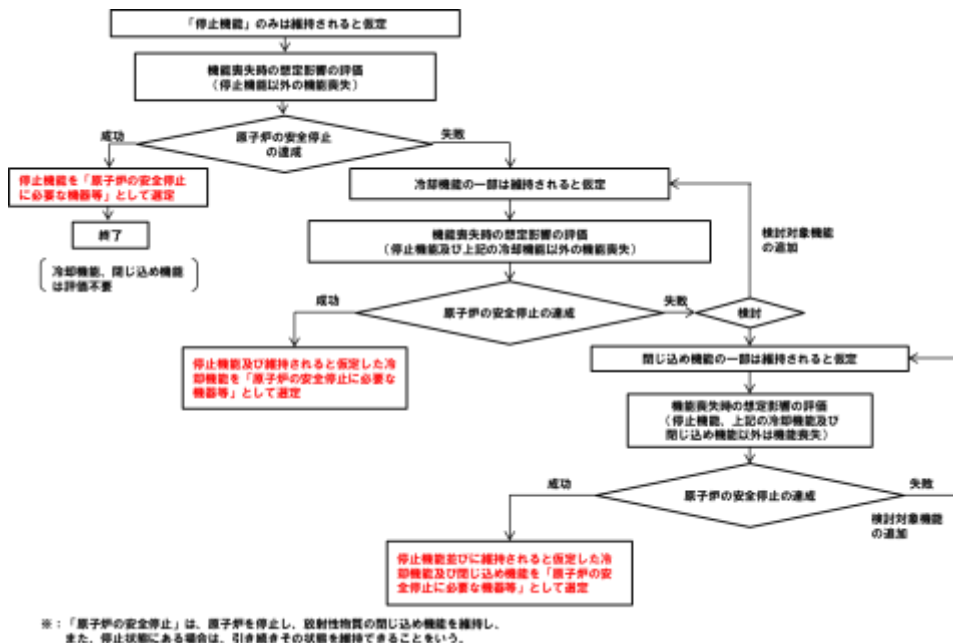 「停止機能」のみは維持されると仮定
機能喪失時の想定影響の評価
（停止機能以外の機能喪失）
成功
原子炉の安全停止
の達成
失敗
停止機能を「原子炉の安全停止
に必要な機器等」として選定
終了
冷却機能、閉じ込め機能
は評価不要
冷却機能の一部は維持されると仮定
機能喪失時の想定影響の評価
（停止機能及び上記の冷却機能以外の機能喪失）
検討対象機能
の追加
成功
原子炉の安全停止の達成
失敗
検討
停止機能及び維持されると仮定した冷
却機能を「原子炉の安全停止に必要な
機器等」として選定
閉じ込め機能の一部は維持されると仮定
機能喪失時の想定影響の評価
（停止機能、上記の冷却機能及び
閉じ込め機能以外は機能喪失）
成功
原子炉の安全停止の達成
失敗
検討対象機能
の追加
停止機能並びに維持されると仮定した冷
却機能及び閉じ込め機能を「原子炉の安
全停止に必要な機器等」として選定
※：「原子炉の安全停止」は、原子炉を停止し、放射性物質の閉じ込め機能を維持し、
また、停止状態にある場合は、引き続きその状態を維持できることをいう。